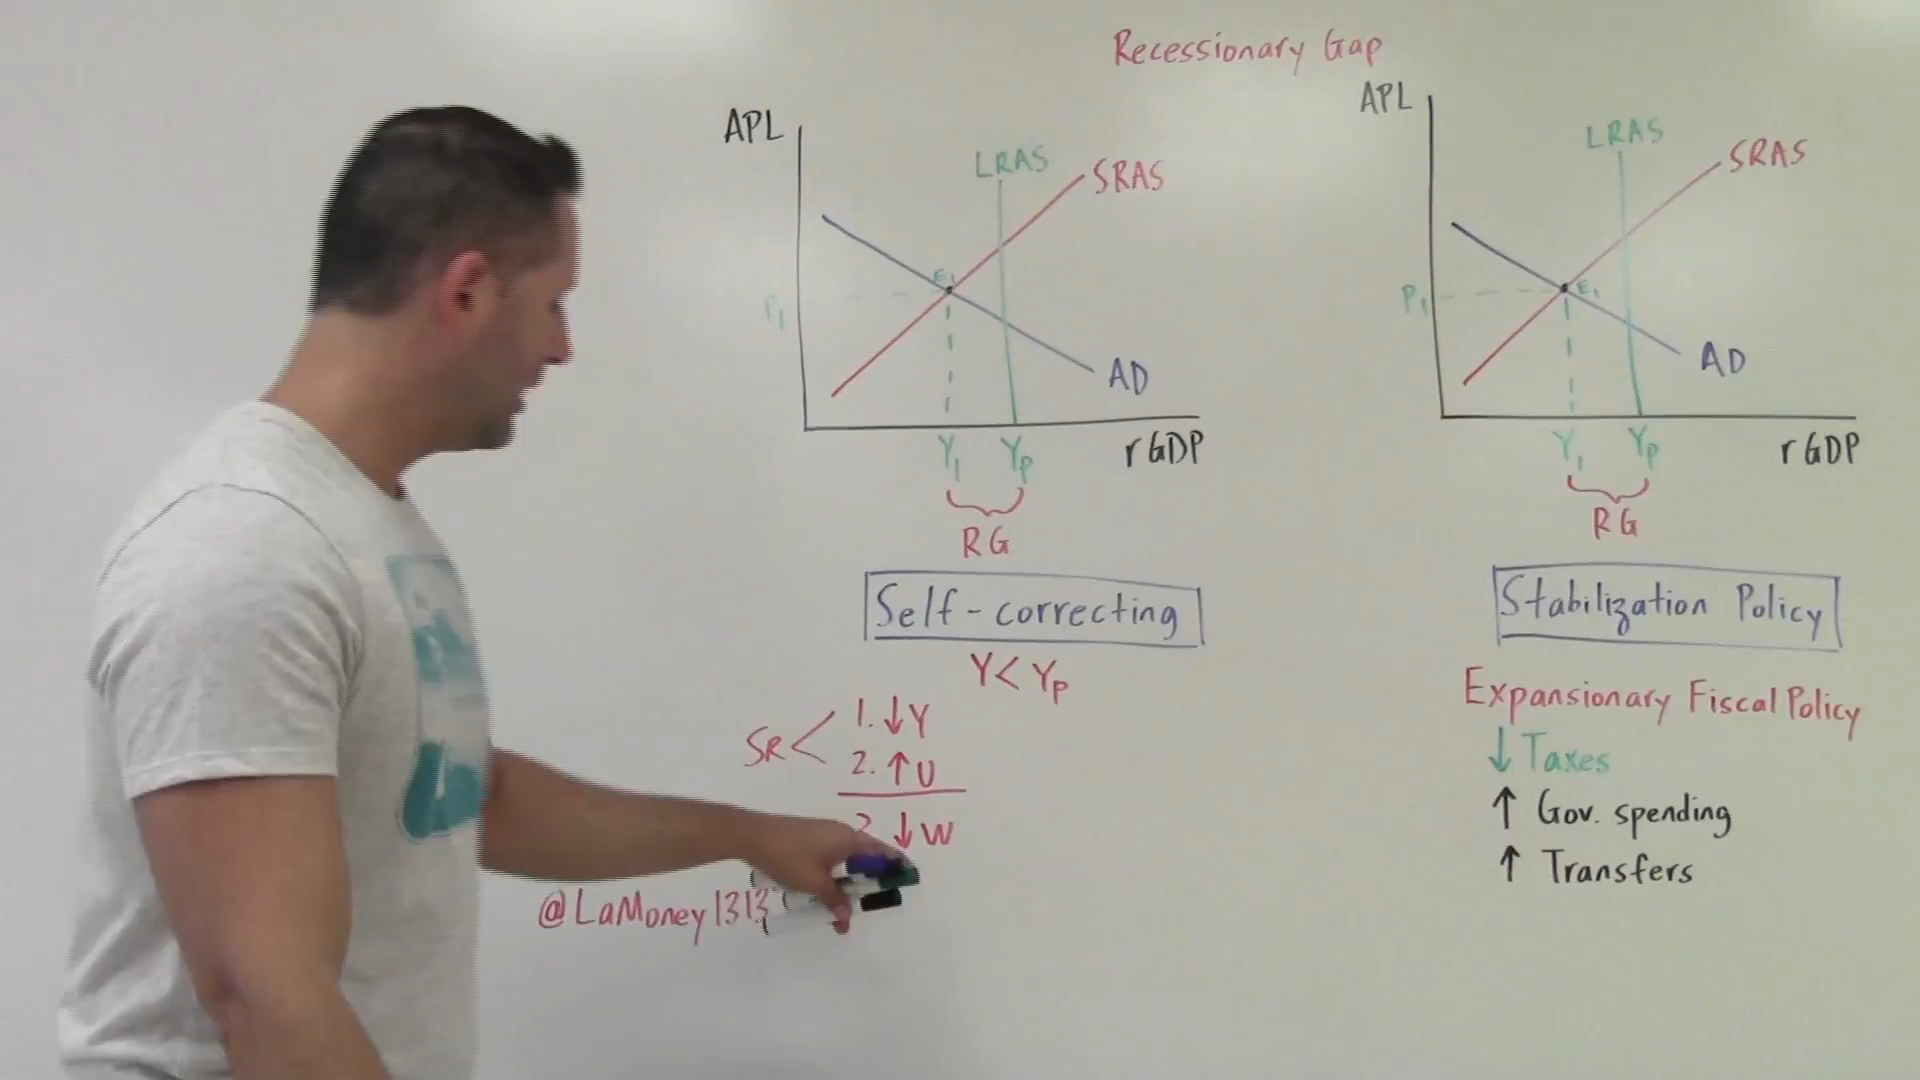 Recessionary Gap
APL
LRAS
SRAS
E1
P1
AD
Y1
Yp
rGDP
RG
Self-correcting
Y < Yp
SR <
1. ↓ Y
2. ↑ U
3. ↓ W
@LaMoney1313
APL
LRAS
SRAS
P1
E1
AD
Y1
Yp
rGDP
RG
Stabilization Policy
Expansionary Fiscal Policy
↓ Taxes
↑ Gov. spending
↑ Transfers